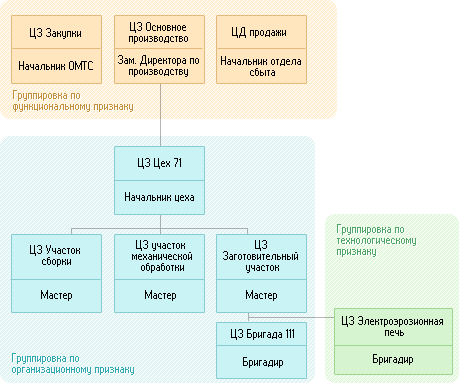 ЦЗ Закупки
Начальник ОМТС
ЦЗ Основное
производство
Зам. Директора по
производству
ЦД продажи
Начальник отдела
сбыта
Группировка по
функциональному признаку
ЦЗ Цех 71
Начальник цеха
ЦЗ Участок
сборки
Мастер
ЦЗ участок
механической
обработки
Мастер
ЦЗ
Заготовительный
участок
Мастер
Группировка по
технологическому
признаку
ЦЗ Бригада 111
Бригадир
ЦЗ Электроэрозионная
печь
Бригадир
Группировка по
организационному признаку